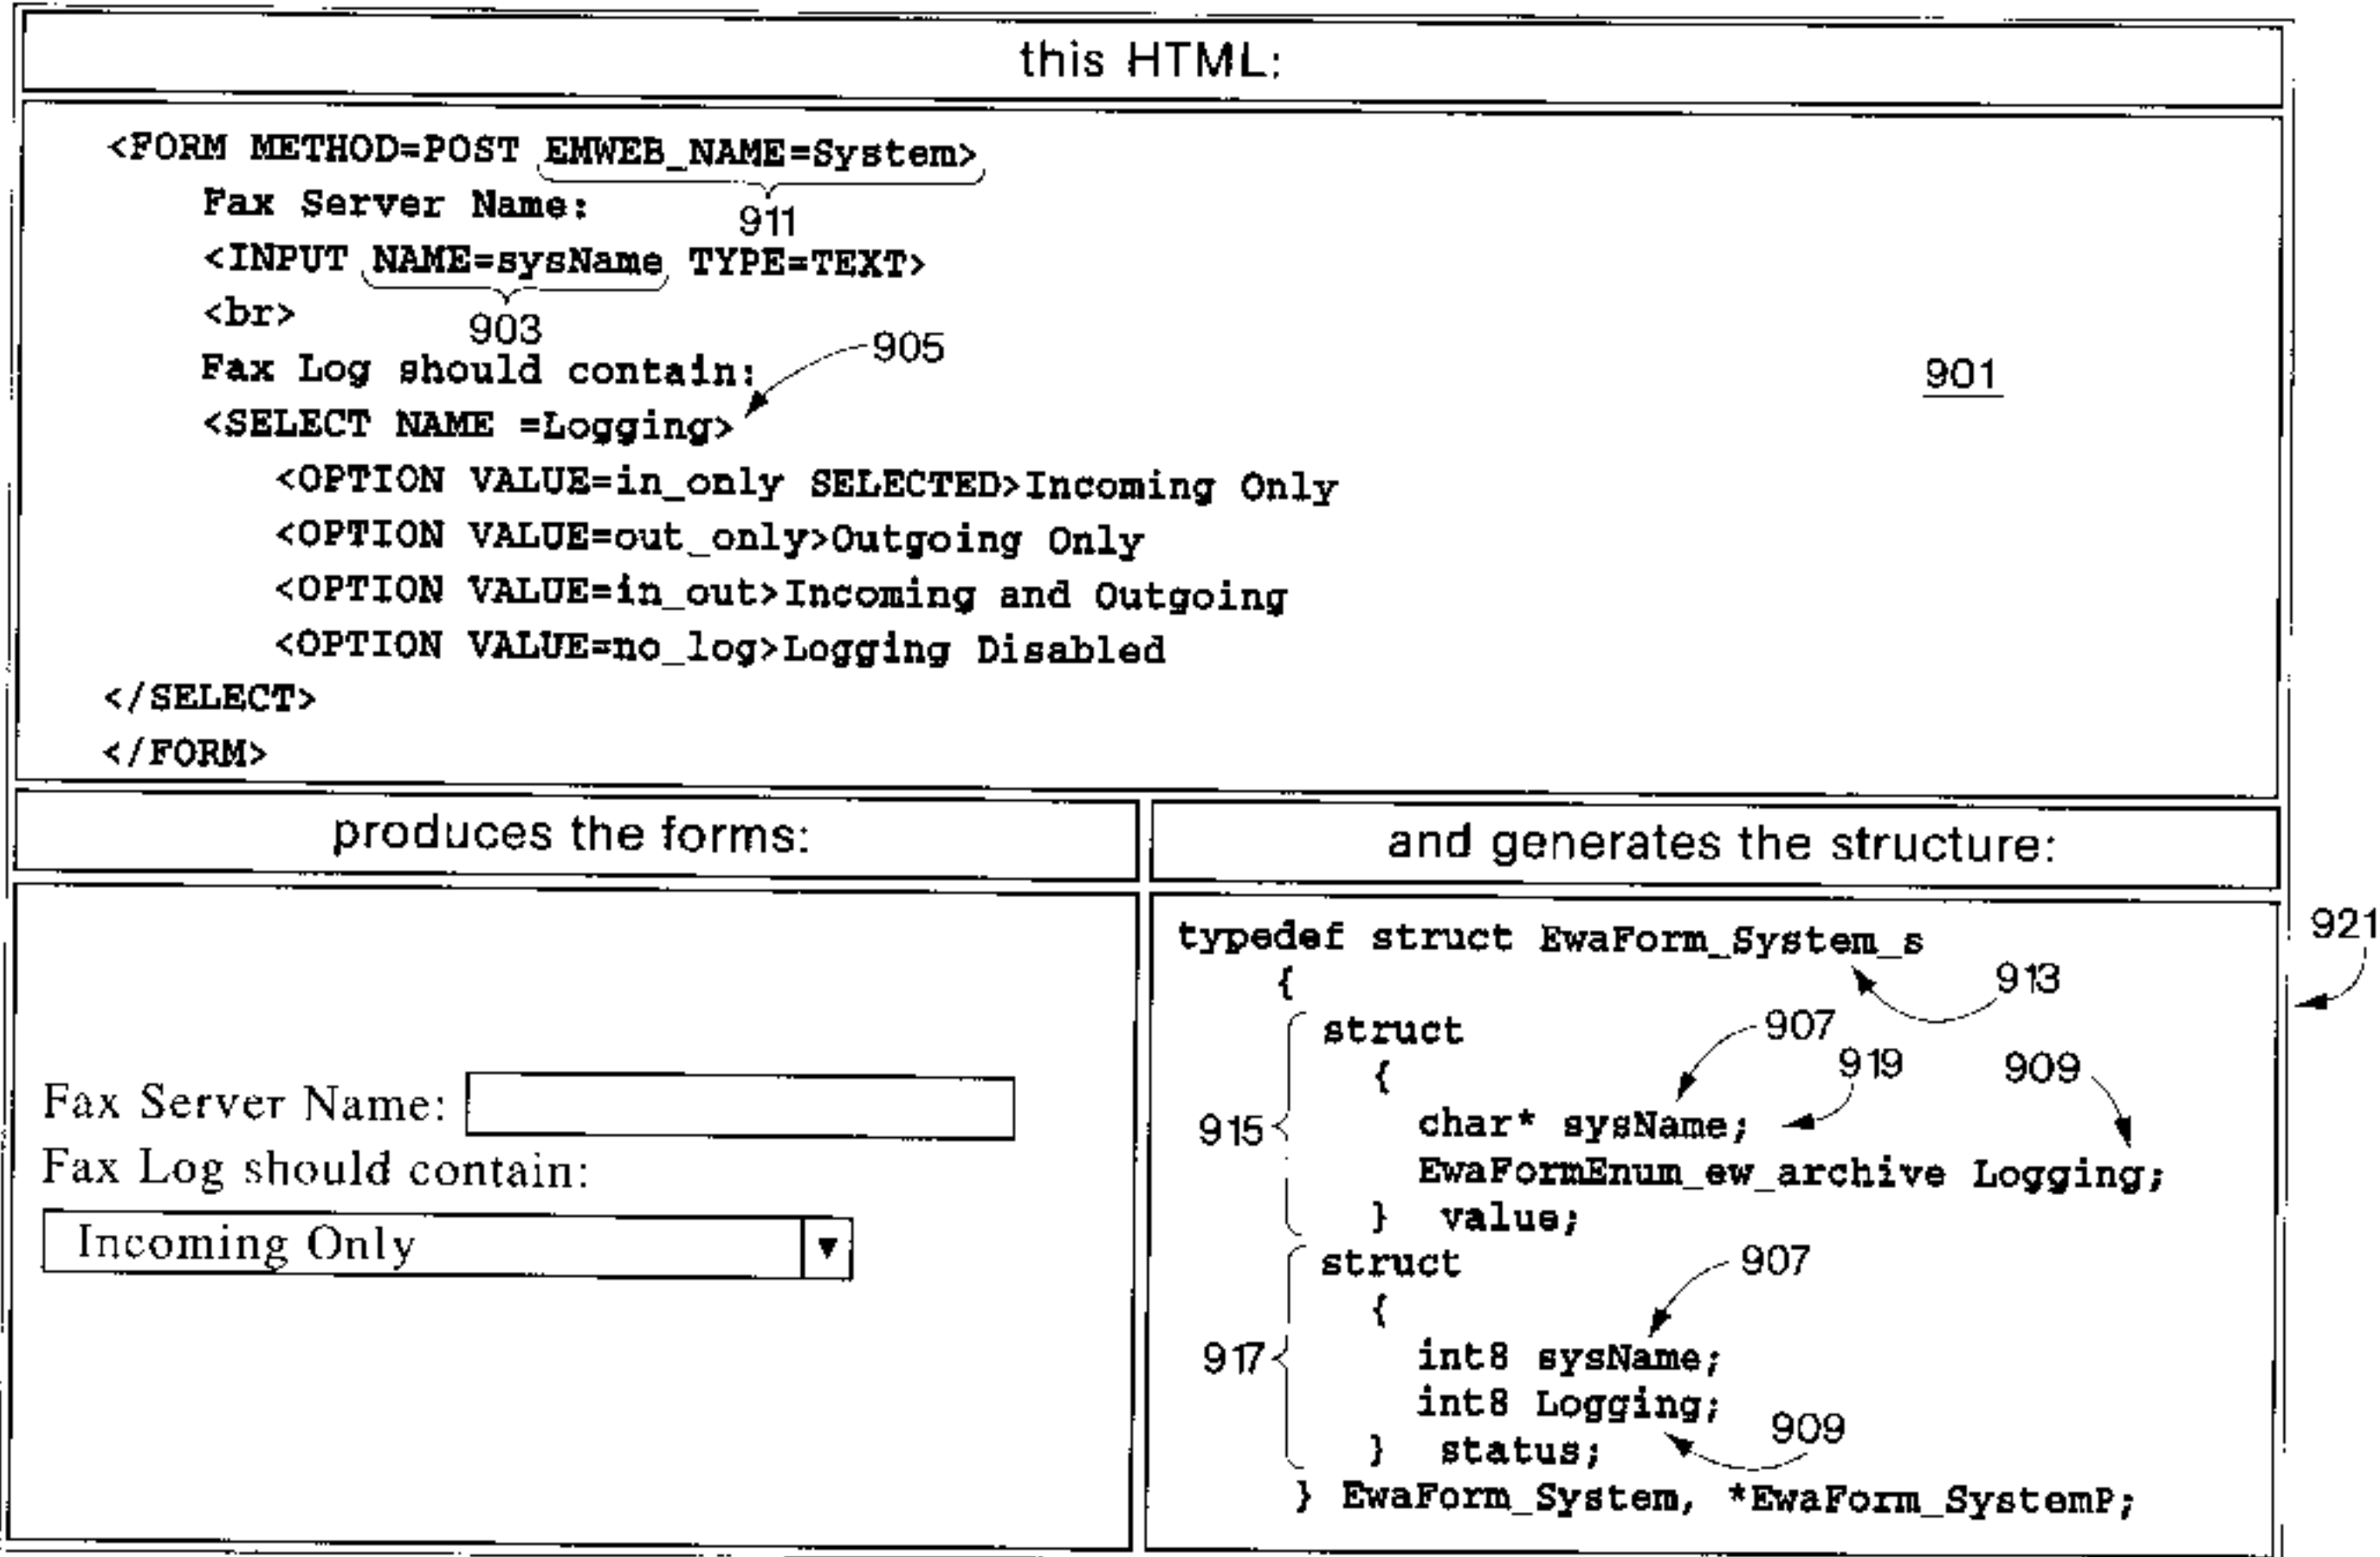 this HTML:
<FORM METHOD=POST EMWEB_NAME=System>
Fax Server Name:
911
<INPUT NAME=sysName TYPE=TEXT>
<br>
903
905
Fax Log should contain:
901
<SELECT NAME =Logging>
<OPTION VALUE=in_only SELECTED>Incoming Only
<OPTION VALUE=out_only>Outgoing Only
<OPTION VALUE=in_out>Incoming and Outgoing
<OPTION VALUE=no_log>Logging Disabled
</SELECT>
</FORM>
produces the forms:
Fax Server Name:
Fax Log should contain:
Incoming Only
▼
and generates the structure:
typedef struct EwaForm_System_s
921
{
913
struct
907
{
919
909
915
char* sysName;
EwaFormEnum_ew_archive Logging;
} value;
struct
907
{
917
int8 sysName;
int8 Logging;
909
} status;
} EwaForm_System, *EwaForm_SystemP;